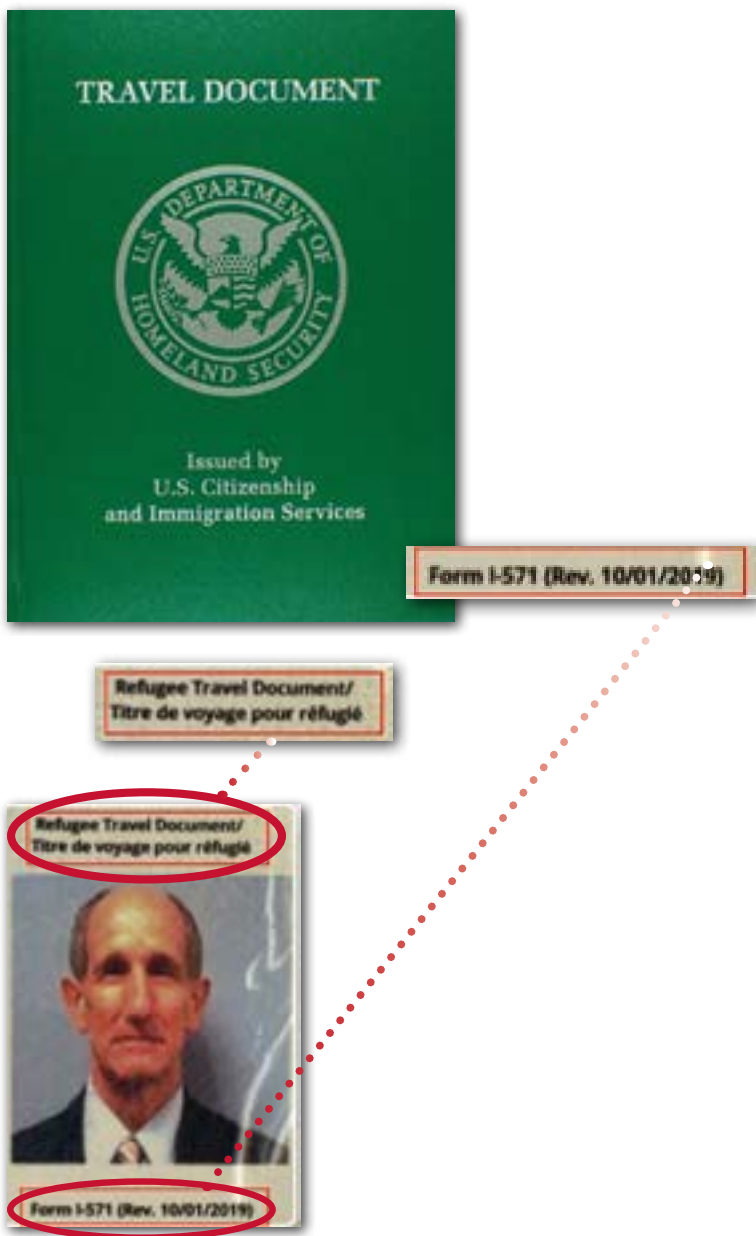 TRAVEL DOCUMENT
U.S. DEPARTMENT OF
HOMELAND SECURITY
Issued by
U.S. Citizenship
and Immigration Services
Form I-571 (Rev. 10/01/2019)
Refugee Travel Document/
Titre de voyage pour réfugié
Refugee Travel Document/
Titre de voyage pour réfugié
Form I-571 (Rev. 10/01/2019)